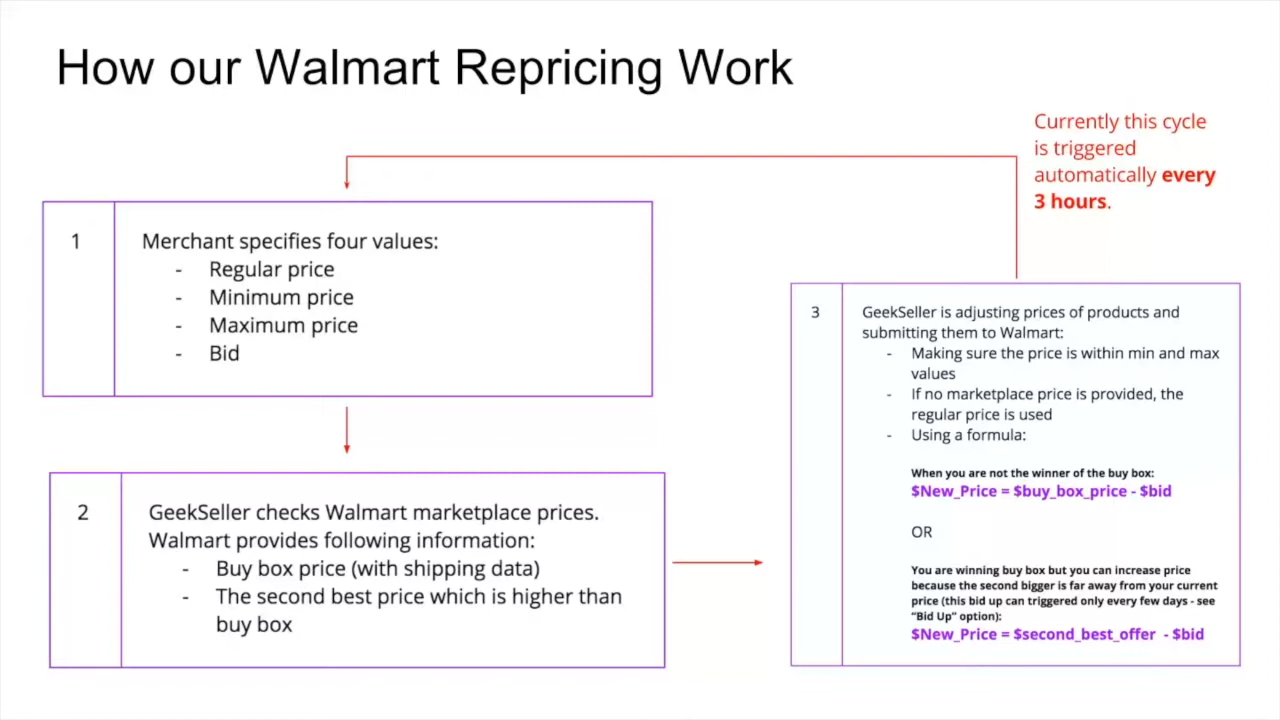 How our Walmart Repricing Work
Currently this cycle
is triggered
automatically every
3 hours.
1
Merchant specifies four values:
- Regular price
- Minimum price
- Maximum price
- Bid
2
GeekSeller checks Walmart marketplace prices.
Walmart provides following information:
- Buy box price (with shipping data)
- The second best price which is higher than
buy box
3
GeekSeller is adjusting prices of products and
submitting them to Walmart:
- Making sure the price is within min and max
values
- If no marketplace price is provided, the
regular price is used
- Using a formula:
When you are not the winner of the buy box:
$New_Price = $buy_box_price - $bid
OR
You are winning buy box but you can increase price
because the second bigger is far away from your current
price (this bid up can triggered only every few days - see
“Bid Up” option):
$New_Price = $second_best_offer - $bid